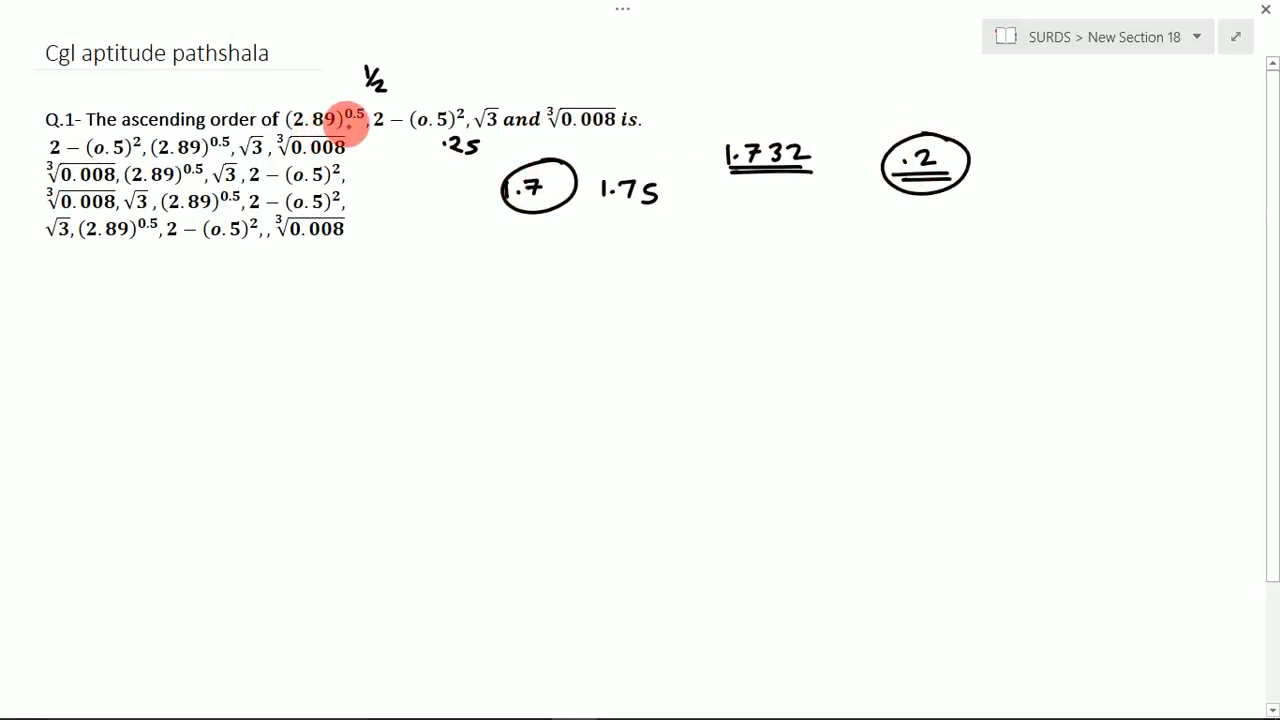 ...
SURDS > New Section 18
Cgl aptitude pathshala
½
Q.1- The ascending order of (2.89)^0.5, 2 − (o.5)², √3 and ∛0.008 is.
.25
2 − (o.5)², (2.89)^0.5, √3 , ∛0.008
∛0.008, (2.89)^0.5, √3 , 2 − (o.5)²,
∛0.008, √3 , (2.89)^0.5, 2 − (o.5)²,
√3, (2.89)^0.5, 2 − (o.5)², , ∛0.008
1.7 1.75 1.732 .2